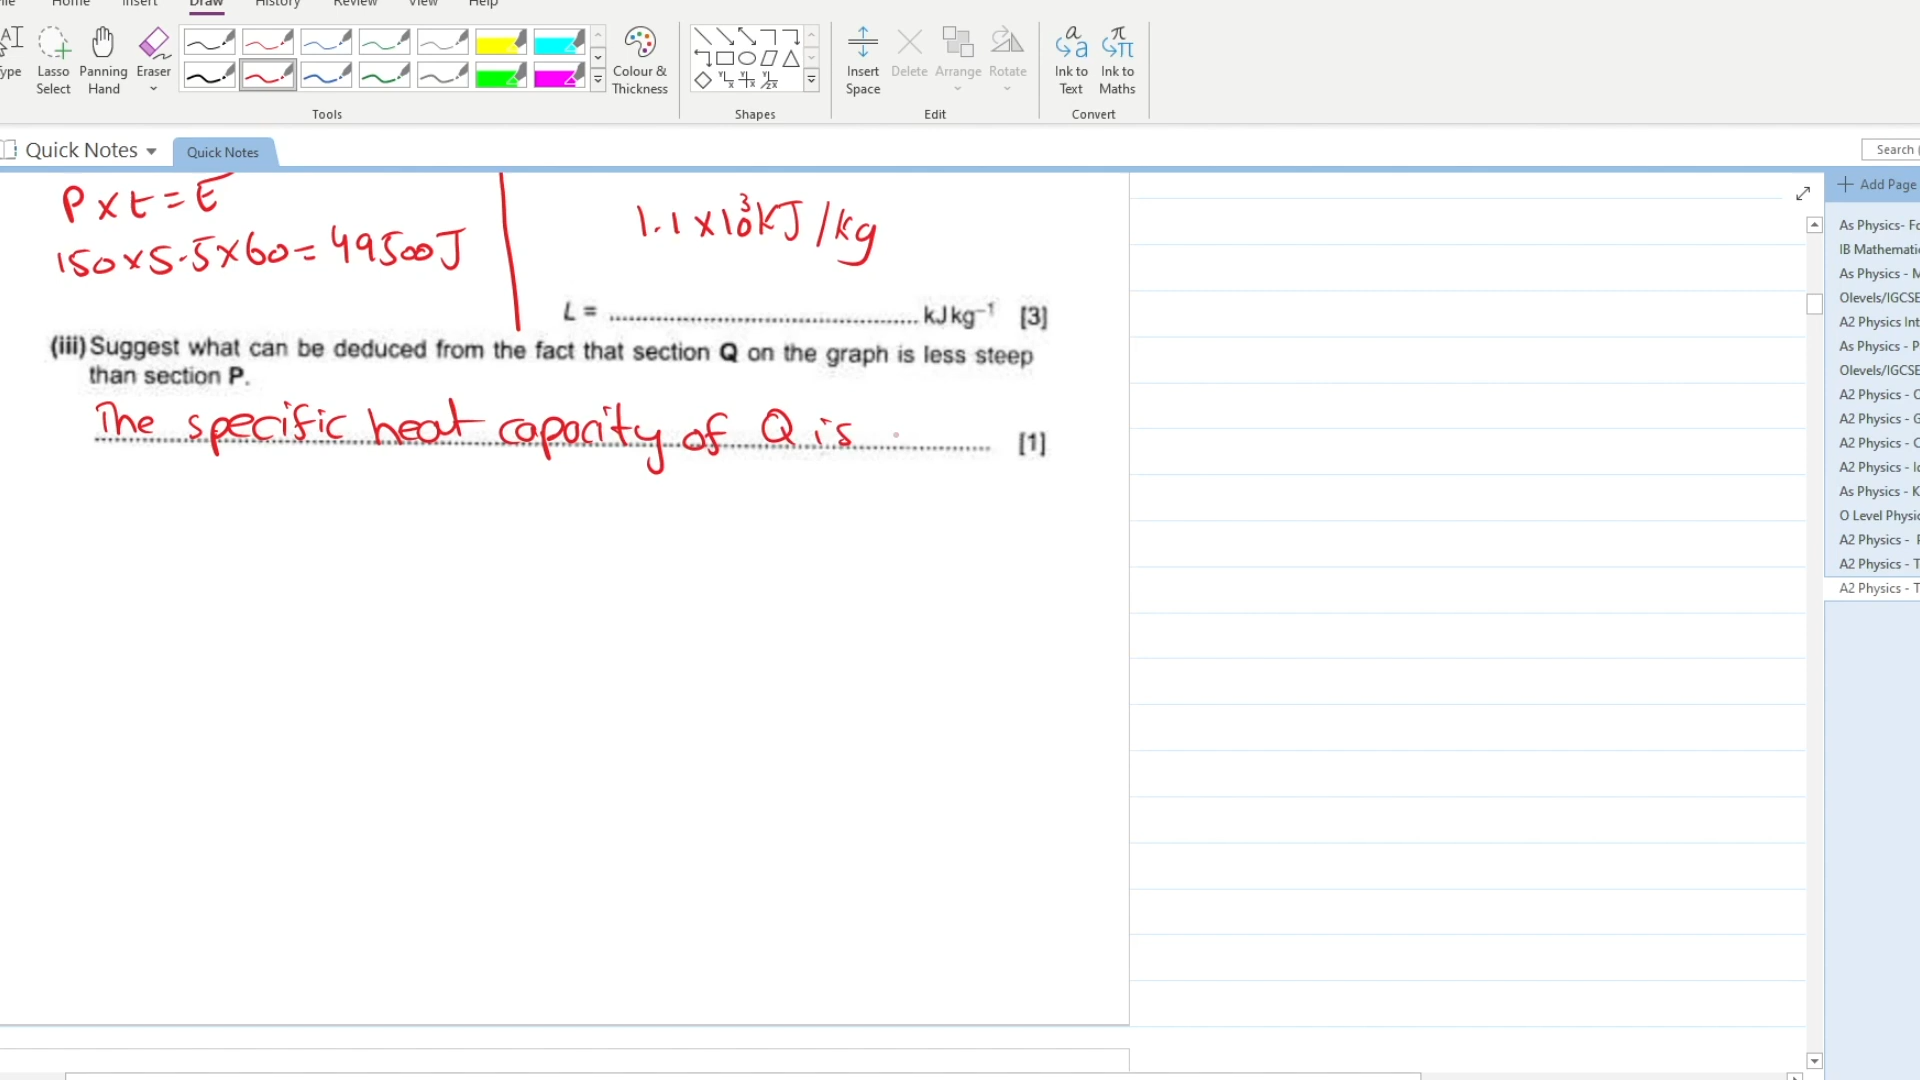 Home Insert Draw History Review View Help
Type
Lasso Select
Panning Hand
Eraser
Colour & Thickness
Insert Space
Delete
Arrange
Rotate
a a
π π
Ink to Text
Ink to Maths
Tools Shapes Edit Convert
Quick Notes Quick Notes
Search
Add Page
P x t = E
150 x 5.5 x 60 = 49500 J
1.1 x 10³ kJ / kg
L = ........................................ kJ kg⁻¹ [3]
(iii) Suggest what can be deduced from the fact that section Q on the graph is less steep
than section P.
The specific heat capacity of Q is [1]
As Physics- Fo
IB Mathematic
As Physics - M
Olevels/IGCSE
A2 Physics Int
As Physics - P
Olevels/IGCSE
A2 Physics - C
A2 Physics - G
A2 Physics - C
A2 Physics - Id
As Physics - K
O Level Physic
A2 Physics - P
A2 Physics - T
A2 Physics - T